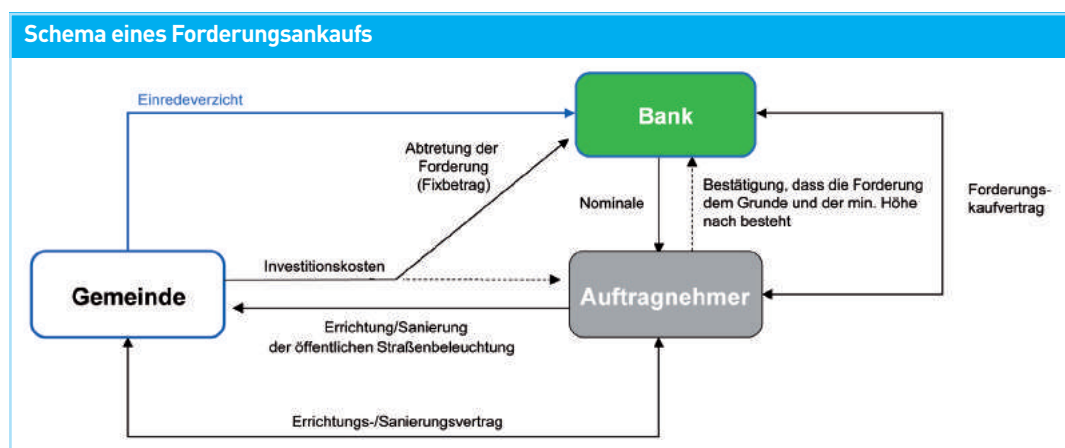 Schema eines Forderungsankaufs
Einredeverzicht
Bank
Abtretung der
Forderung
(Fixbetrag)
Nominale
Bestätigung, dass die Forderung
dem Grunde und der min. Höhe
nach besteht
Forderungs-
kaufvertrag
Gemeinde
Investitionskosten
Auftragnehmer
Errichtung/Sanierung
der öffentlichen Straßenbeleuchtung
Errichtungs-/Sanierungsvertrag